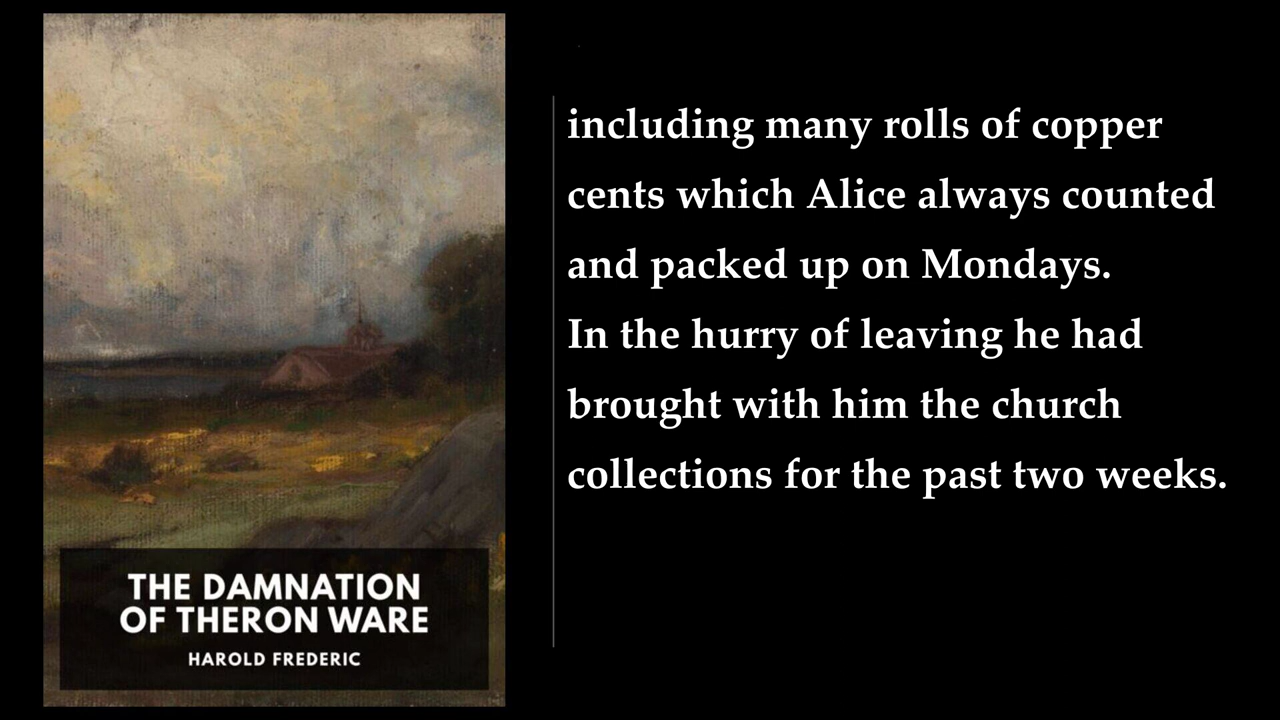 including many rolls of copper
cents which Alice always counted
and packed up on Mondays.
In the hurry of leaving he had
brought with him the church
collections for the past two weeks.
THE DAMNATION
OF THERON WARE
HAROLD FREDERIC